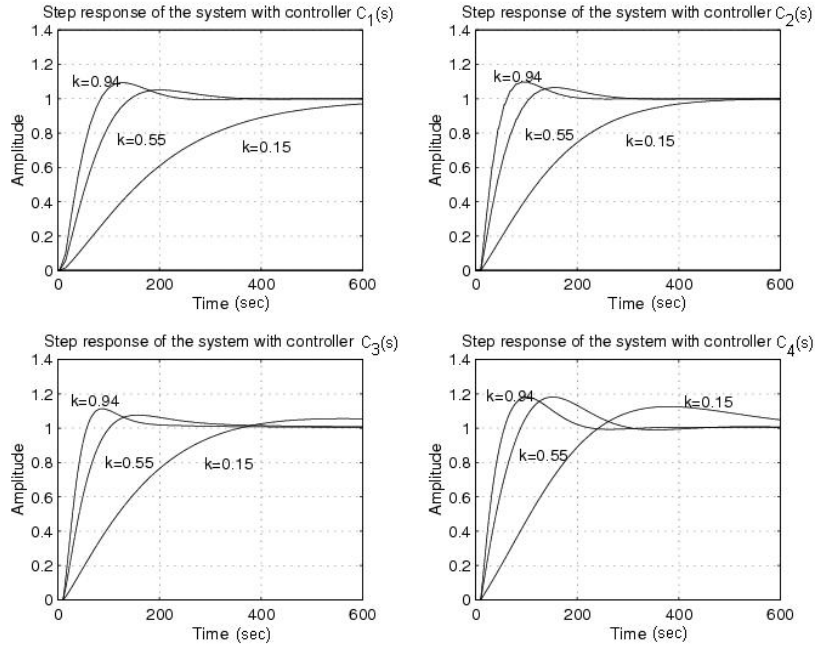 Step response of the system with controller C1(s)
1.4
1.2
1
0.8
0.6
0.4
0.2
0
Amplitude
k=0.94
k=0.55
k=0.15
0 200 400 600
Time (sec)
Step response of the system with controller C2(s)
1.4
1.2
1
0.8
0.6
0.4
0.2
0
Amplitude
k=0.94
k=0.55
k=0.15
0 200 400 600
Time (sec)
Step response of the system with controller C3(s)
1.4
1.2
1
0.8
0.6
0.4
0.2
0
Amplitude
k=0.94
k=0.55
k=0.15
0 200 400 600
Time (sec)
Step response of the system with controller C4(s)
1.4
1.2
1
0.8
0.6
0.4
0.2
0
Amplitude
k=0.94
k=0.15
k=0.55
0 200 400 600
Time (sec)